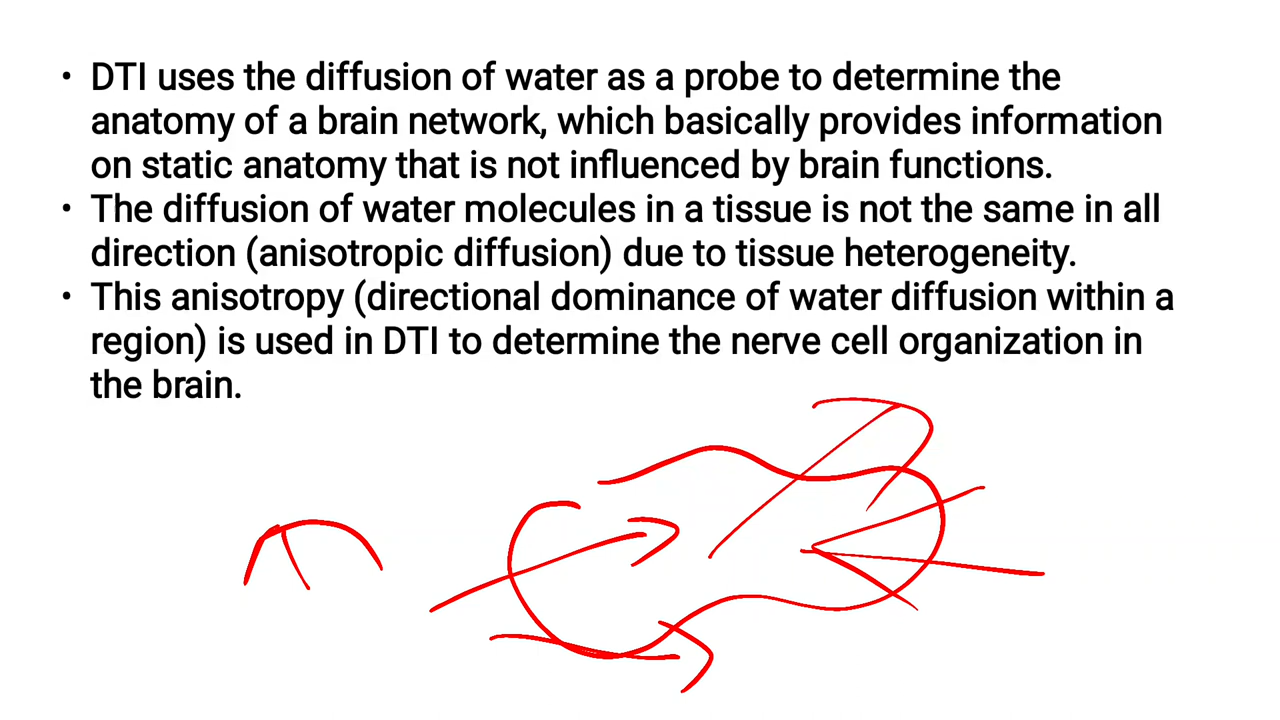 • DTI uses the diffusion of water as a probe to determine the
anatomy of a brain network, which basically provides information
on static anatomy that is not influenced by brain functions.
• The diffusion of water molecules in a tissue is not the same in all
direction (anisotropic diffusion) due to tissue heterogeneity.
• This anisotropy (directional dominance of water diffusion within a
region) is used in DTI to determine the nerve cell organization in
the brain.